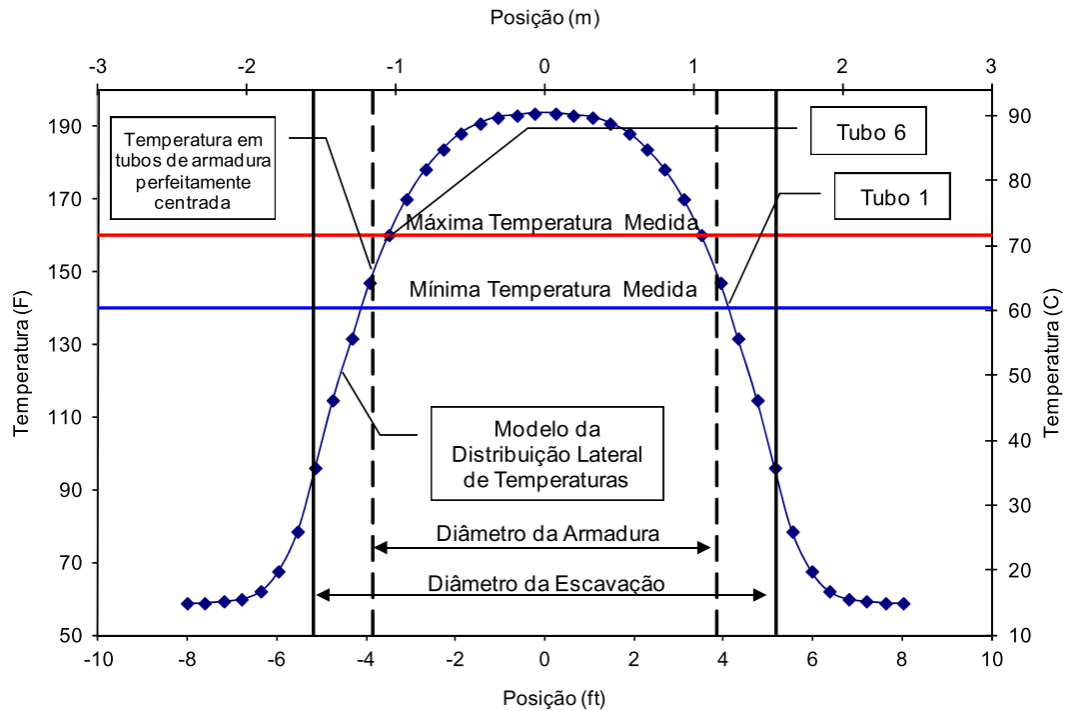 Posição (m)
-3 -2 -1 0 1 2 3
190
170
150
130
110
90
70
50
Temperatura (F)
90
80
70
60
50
40
30
20
10
Temperatura (C)
Temperatura em
tubos de armadura
perfeitamente
centrada
Tubo 6
Tubo 1
Máxima Temperatura Medida
Mínima Temperatura Medida
Modelo da
Distribuição Lateral
de Temperaturas
Diâmetro da Armadura
Diâmetro da Escavação
-10 -8 -6 -4 -2 0 2 4 6 8 10
Posição (ft)